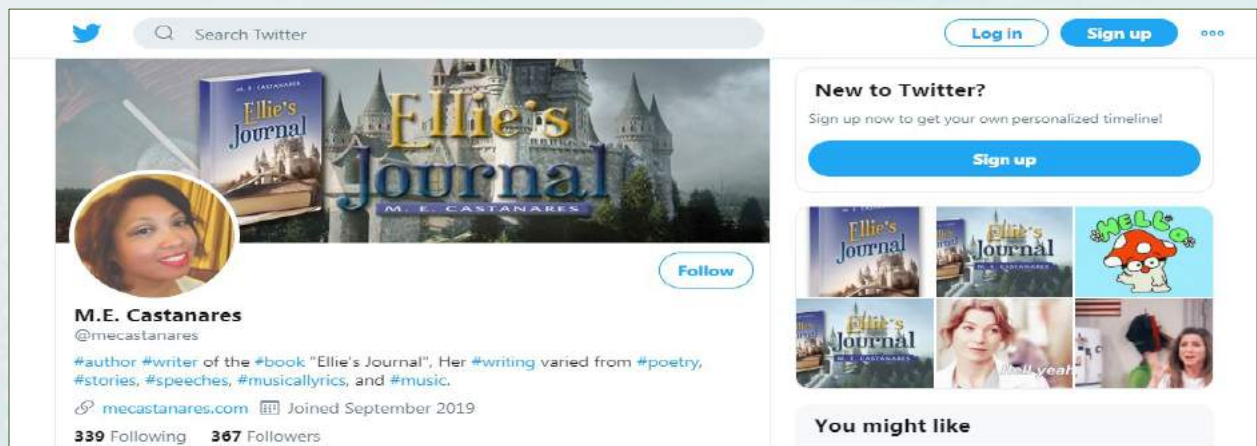 Search Twitter
Log in
Sign up
M. E. CASTANARES
Ellie's
Journal
Ellie's
Journal
M. E. CASTANARES
Follow
M.E. Castanares
@mecastanares
#author #writer of the #book "Ellie's Journal", Her #writing varied from #poetry,
#stories, #speeches, #musicallyrics, and #music.
mecastanares.com Joined September 2019
339 Following 367 Followers
New to Twitter?
Sign up now to get your own personalized timeline!
Sign up
Ellie's
Journal
Ellie's
Journal
M. E. CASTANARES
HELLO
Ellie's
Journal
M. E. CASTANARES
Hell yeah
You might like